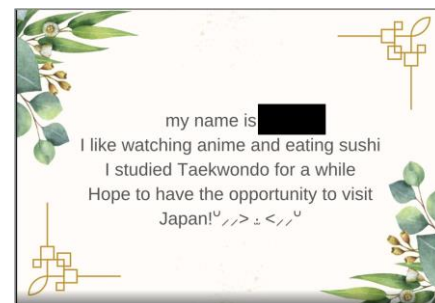 my name is
I like watching anime and eating sushi
I studied Taekwondo for a while
Hope to have the opportunity to visit
Japan!ᐡ⸝⸝> ̫ <⸝⸝ᐡ